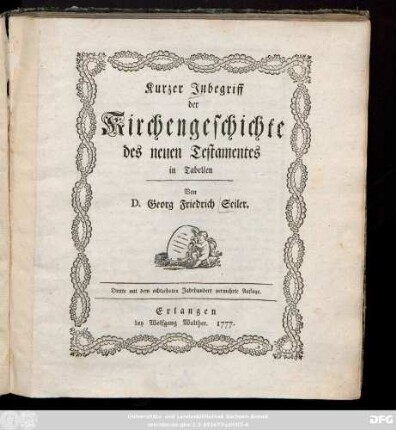 Kurzer Inbegriff
der
Kirchengeschichte
des neuen Testamentes
in Tabellen
Von
D. Georg Friedrich Seiler.
mit dem achtzehnten Jahrhundert vermehrte Auflage.
Erlangen
bey Wolfgang Walther. 1777.
DFG